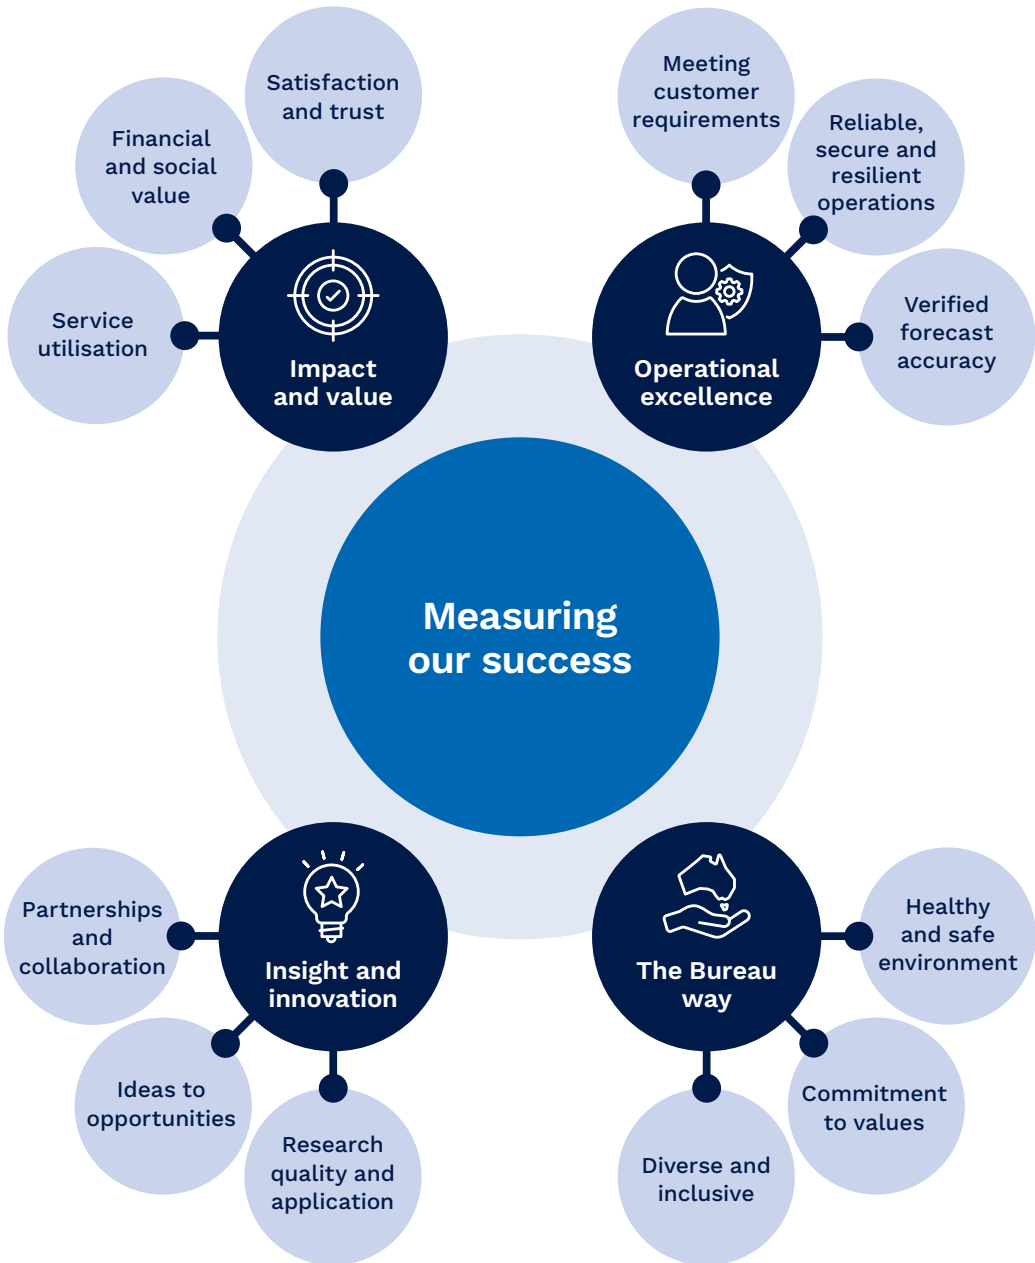 Satisfaction
and trust
Financial
and social
value
Service
utilisation
Impact
and value
Meeting
customer
requirements
Reliable,
secure and
resilient
operations
Verified
forecast
accuracy
Operational
excellence
Measuring
our success
Partnerships
and
collaboration
Ideas to
opportunities
Research
quality and
application
Insight and
innovation
The Bureau
way
Healthy
and safe
environment
Commitment
to values
Diverse and
inclusive